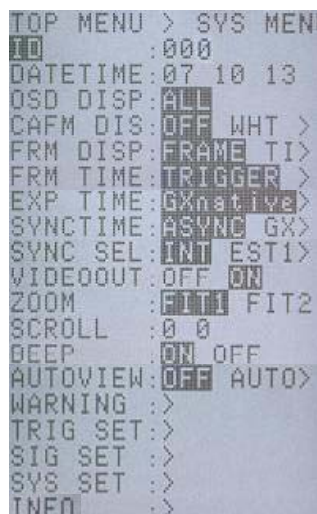 TOP MENU > SYS MEN
ID :000
DATETIME:07 10 13
OSD DISP:ALL
CAFM DIS:OFF WHT >
FRM DISP:FRAME TI>
FRM TIME:TRIGGER >
EXP TIME:GXnative>
SYNCTIME:ASYNC GX>
SYNC SEL:INT EST1>
VIDEOOUT:OFF ON
ZOOM :FIT1 FIT2
SCROLL :0 0
BEEP :ON OFF
AUTOVIEW:OFF AUTO>
WARNING :>
TRIG SET:>
SIG SET :>
SYS SET :>
INFO :>